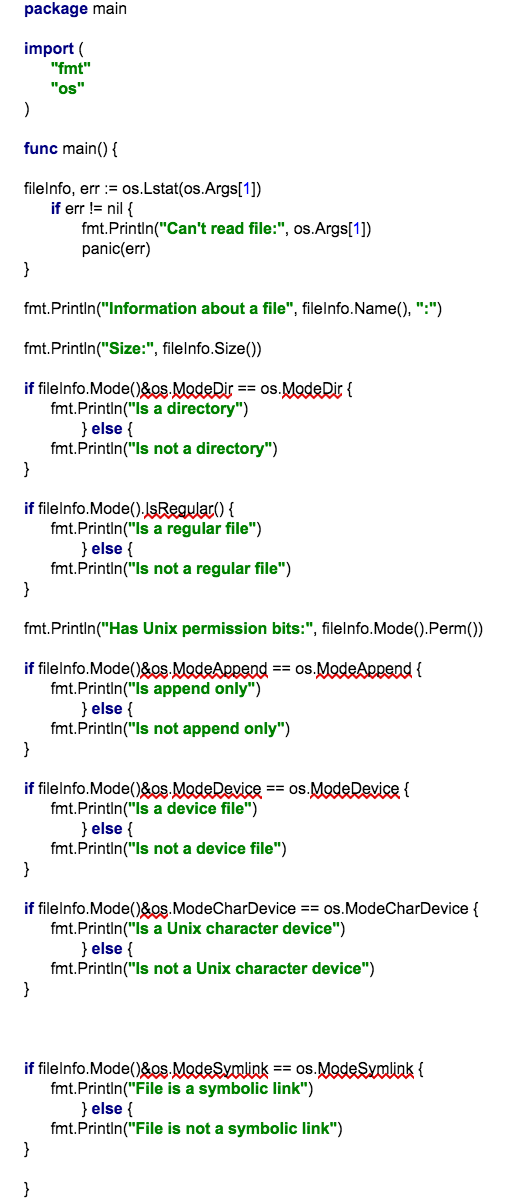 package main
import (
"fmt"
"os"
)
func main() {
fileInfo, err := os.Lstat(os.Args[1])
if err != nil {
fmt.Println("Can't read file:", os.Args[1])
panic(err)
}
fmt.Println("Information about a file", fileInfo.Name(), ":")
fmt.Println("Size:", fileInfo.Size())
if fileInfo.Mode()&os.ModeDir == os.ModeDir {
fmt.Println("Is a directory")
} else {
fmt.Println("Is not a directory")
}
if fileInfo.Mode().IsRegular() {
fmt.Println("Is a regular file")
} else {
fmt.Println("Is not a regular file")
}
fmt.Println("Has Unix permission bits:", fileInfo.Mode().Perm())
if fileInfo.Mode()&os.ModeAppend == os.ModeAppend {
fmt.Println("Is append only")
} else {
fmt.Println("Is not append only")
}
if fileInfo.Mode()&os.ModeDevice == os.ModeDevice {
fmt.Println("Is a device file")
} else {
fmt.Println("Is not a device file")
}
if fileInfo.Mode()&os.ModeCharDevice == os.ModeCharDevice {
fmt.Println("Is a Unix character device")
} else {
fmt.Println("Is not a Unix character device")
}
if fileInfo.Mode()&os.ModeSymlink == os.ModeSymlink {
fmt.Println("File is a symbolic link")
} else {
fmt.Println("File is not a symbolic link")
}
}